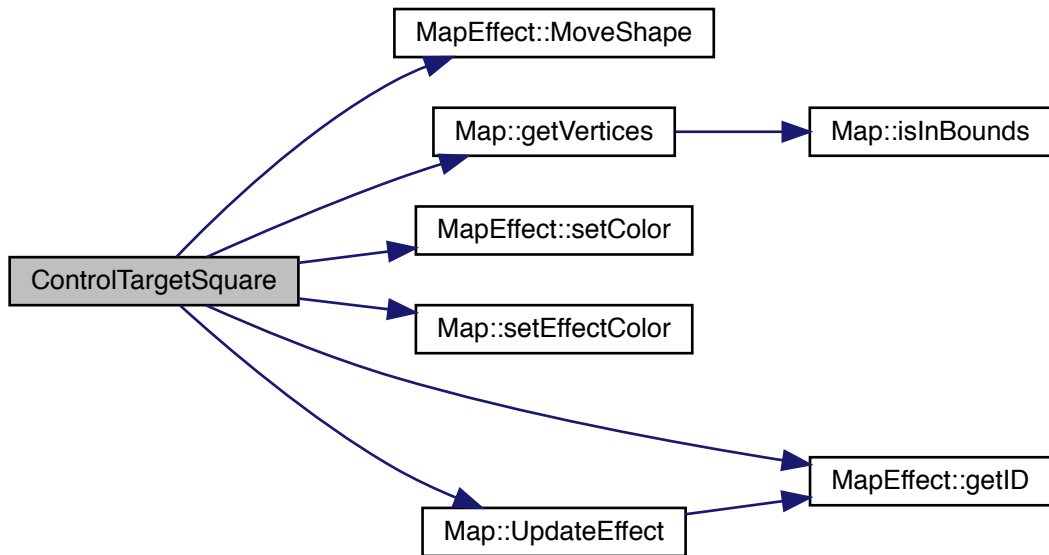 MapEffect::MoveShape
Map::getVertices
Map::isInBounds
MapEffect::setColor
ControlTargetSquare
Map::setEffectColor
MapEffect::getID
Map::UpdateEffect